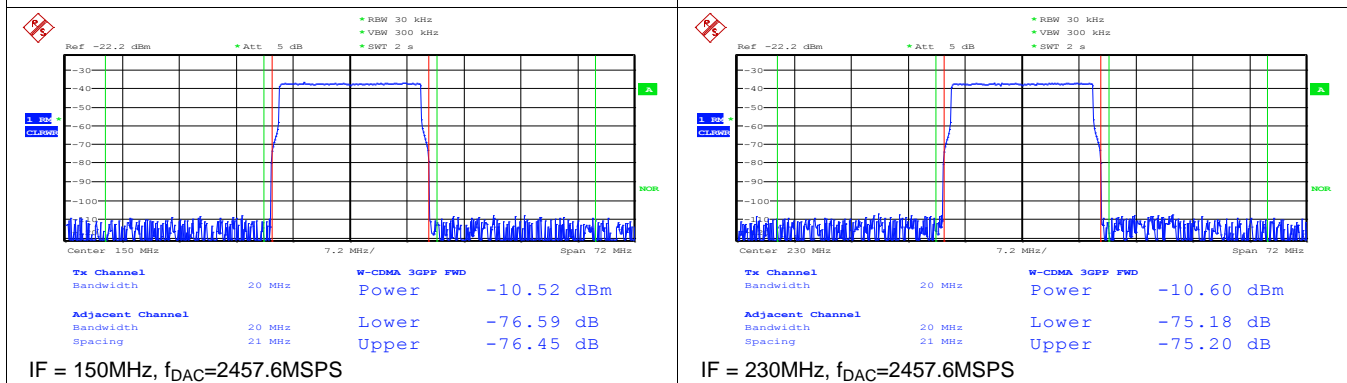 * RBW 30 kHz
* VBW 300 kHz
Ref -22.2 dBm * Att 5 dB * SWT 2 s
-30
-40
A
-50
1 RM *
CLRWR
-60
-70
-80
-90
NOR
-100
Center 150 MHz 7.2 MHz/ Span 72 MHz
Tx Channel W-CDMA 3GPP FWD
Bandwidth 20 MHz Power -10.52 dBm
Adjacent Channel
Bandwidth 20 MHz Lower -76.59 dB
Spacing 21 MHz Upper -76.45 dB
IF = 150MHz, fDAC=2457.6MSPS
* RBW 30 kHz
* VBW 300 kHz
Ref -22.2 dBm * Att 5 dB * SWT 2 s
-30
-40
A
-50
1 RM *
CLRWR
-60
-70
-80
-90
NOR
-100
Center 230 MHz 7.2 MHz/ Span 72 MHz
Tx Channel W-CDMA 3GPP FWD
Bandwidth 20 MHz Power -10.60 dBm
Adjacent Channel
Bandwidth 20 MHz Lower -75.18 dB
Spacing 21 MHz Upper -75.20 dB
IF = 230MHz, fDAC=2457.6MSPS